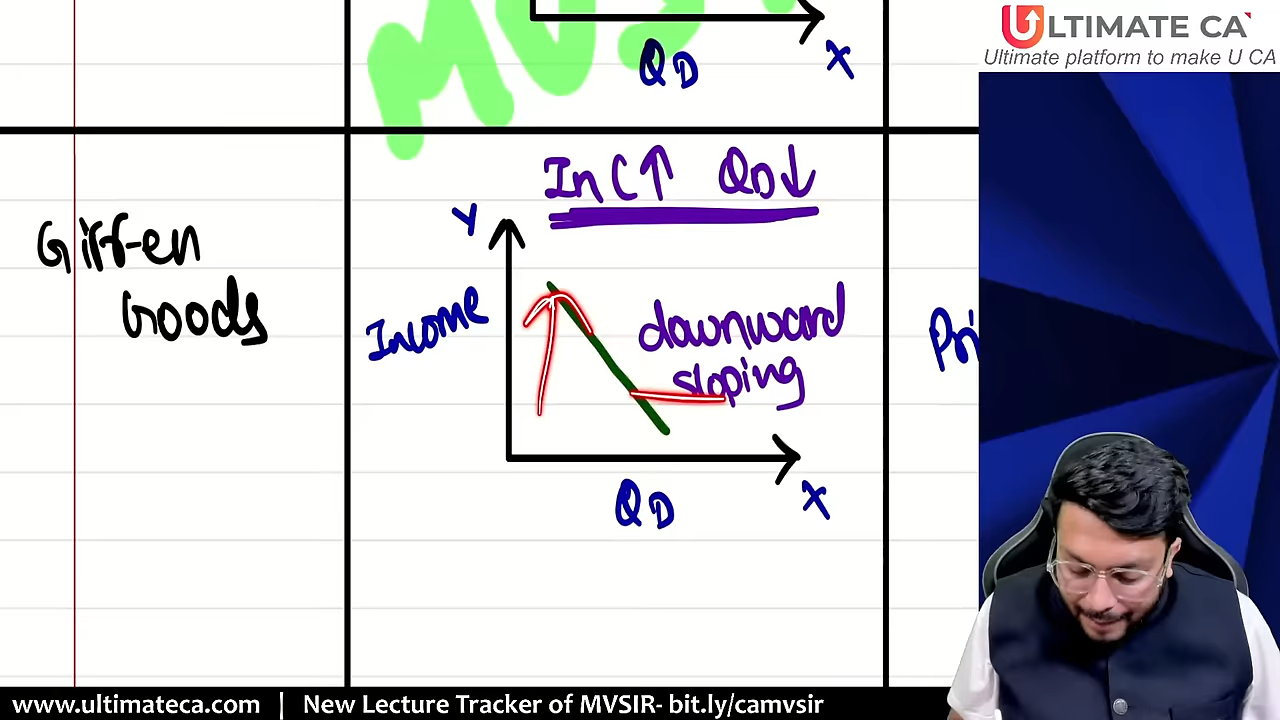 ULTIMATE CA
Ultimate platform to make U CA
QD
X
Inc↑ QD↓
Y
Giffen
Goods
Income
downward
sloping
QD
X
www.ultimateca.com | New Lecture Tracker of MVSIR- bit.ly/camvsir